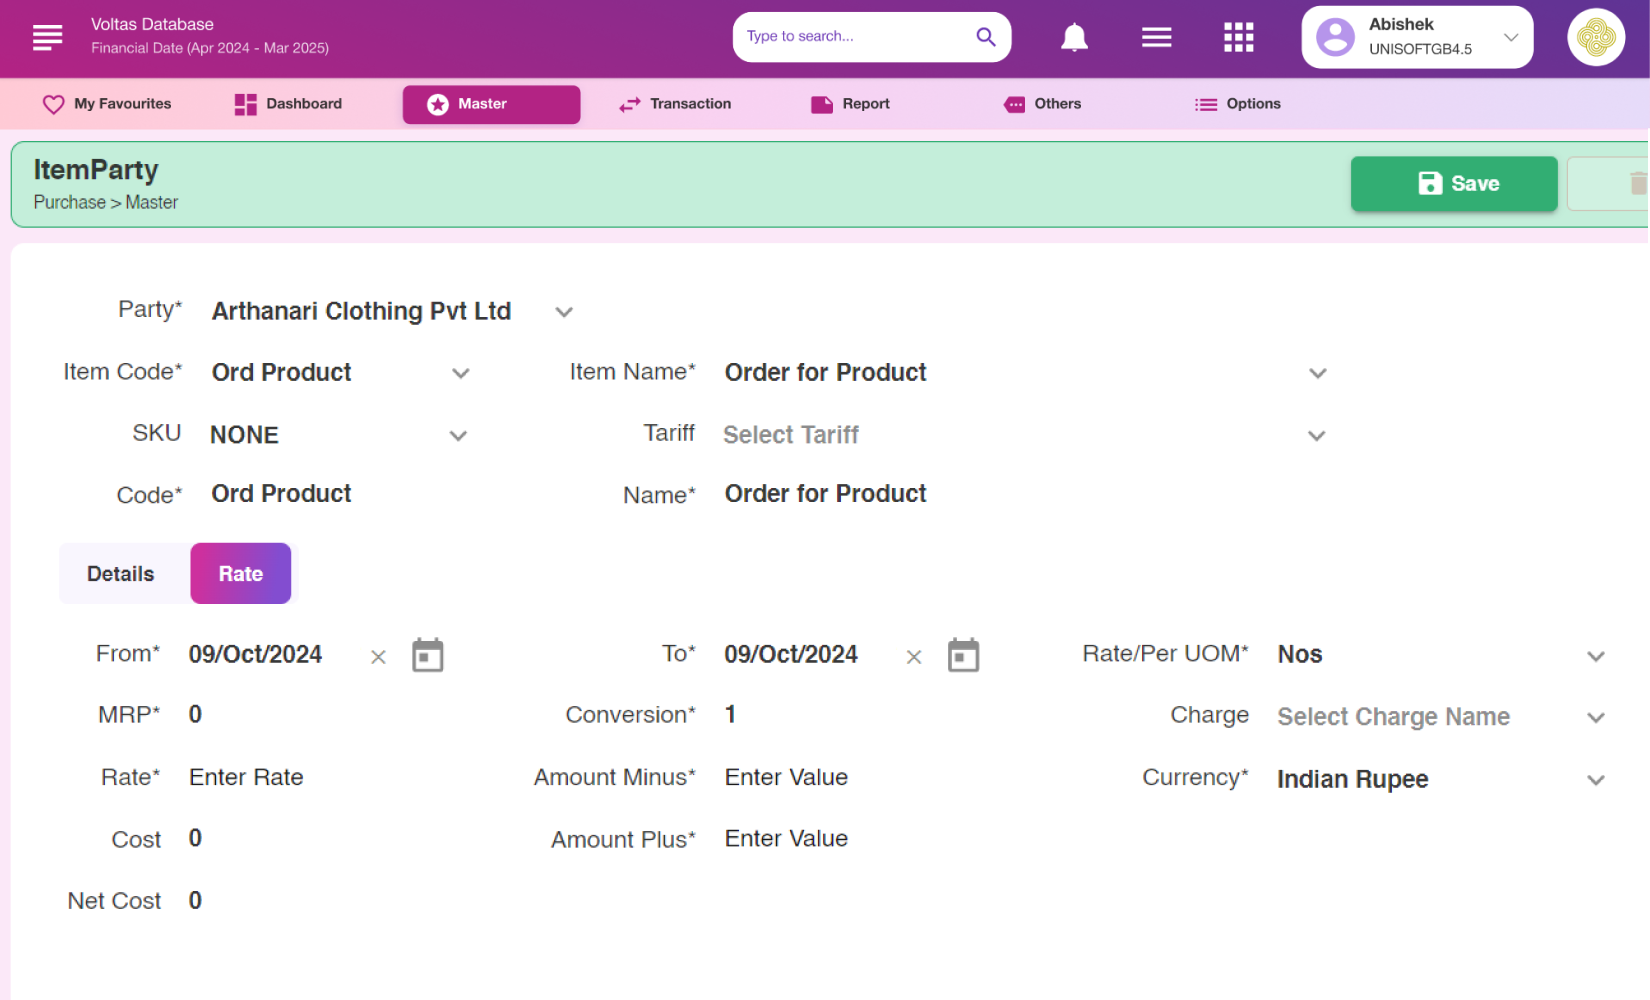 Voltas Database
Financial Date (Apr 2024 - Mar 2025)
Type to search...
Abishek
UNISOFTGB4.5
My Favourites
Dashboard
Master
Transaction
Report
Others
Options
ItemParty
Purchase > Master
Save
Party* Arthanari Clothing Pvt Ltd
Item Code* Ord Product Item Name* Order for Product
SKU NONE Tariff Select Tariff
Code* Ord Product Name* Order for Product
Details Rate
From* 09/Oct/2024 To* 09/Oct/2024 Rate/Per UOM* Nos
MRP* 0 Conversion* 1 Charge Select Charge Name
Rate* Enter Rate Amount Minus* Enter Value Currency* Indian Rupee
Cost 0 Amount Plus* Enter Value
Net Cost 0